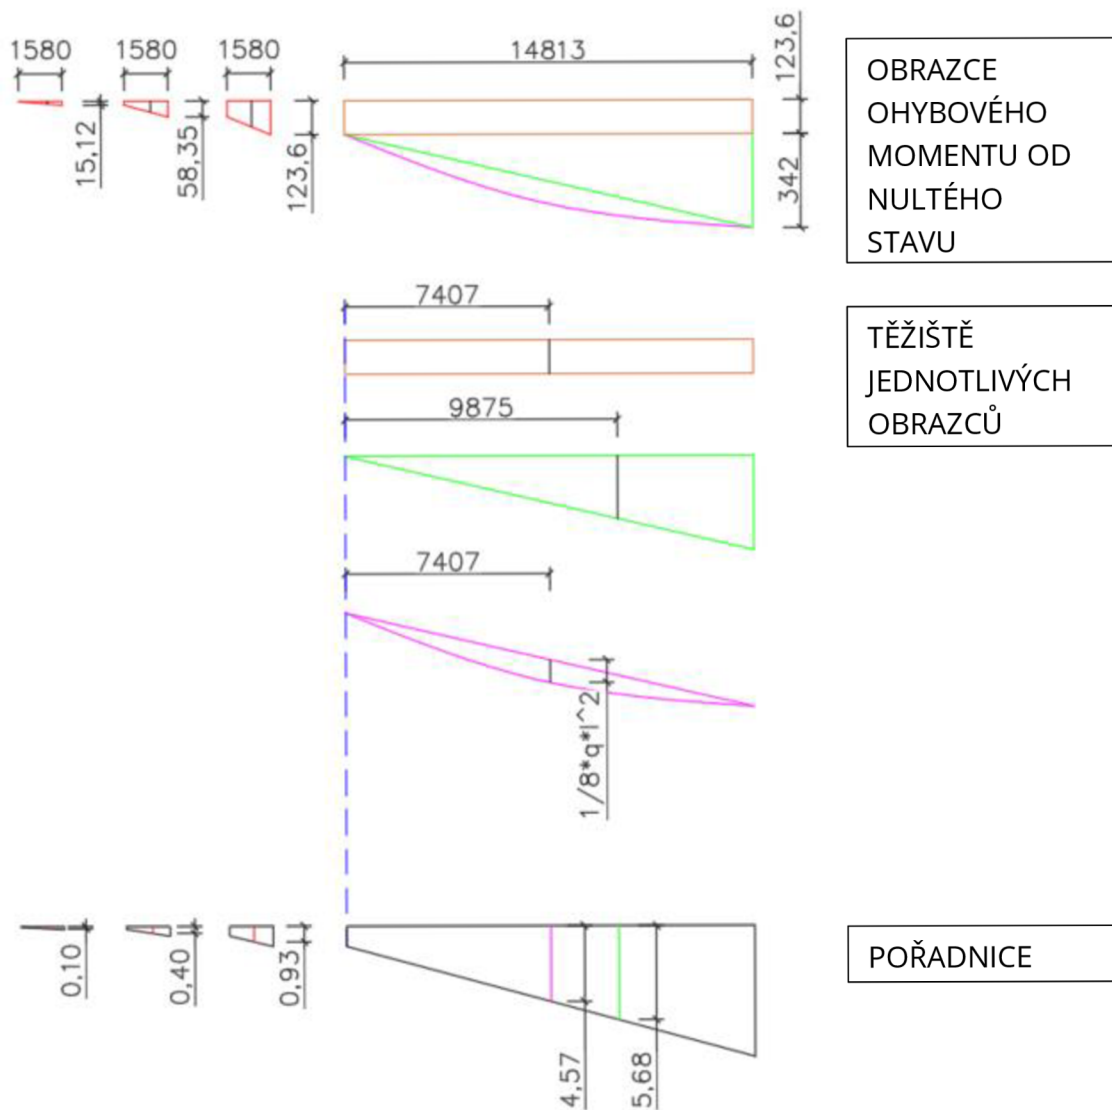 1580
1580
1580
14813
123,6
15,12
58,35
123,6
342
OBRAZCE
OHYBOVÉHO
MOMENTU OD
NULTÉHO
STAVU
7407
TĚŽIŠTĚ
JEDNOTLIVÝCH
OBRAZCŮ
9875
7407
1/8*q*l^2
0,10
0,40
0,93
4,57
5,68
POŘADNICE